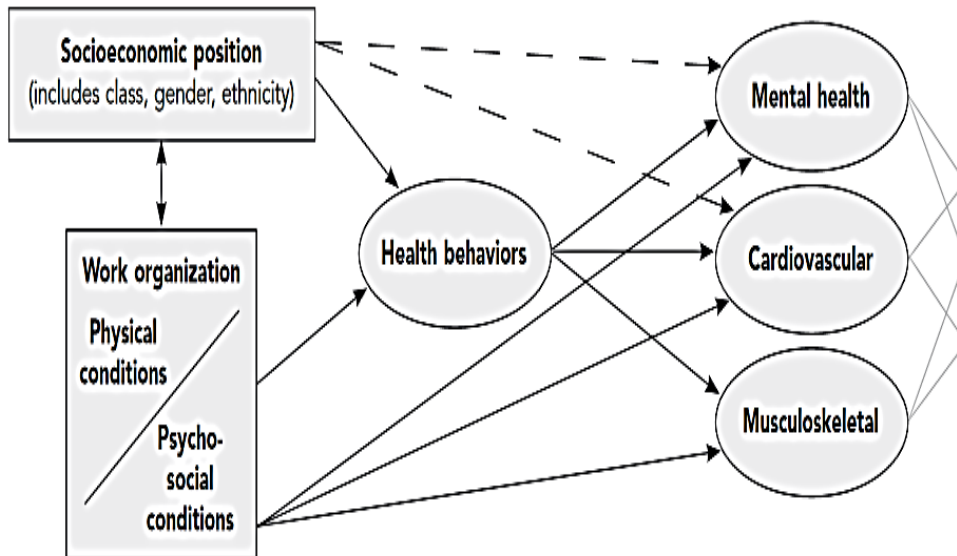 Socioeconomic position
(includes class, gender, ethnicity)
Mental health
Health behaviors
Cardiovascular
Work organization
Physical
conditions
Musculoskeletal
Psycho-
social
conditions